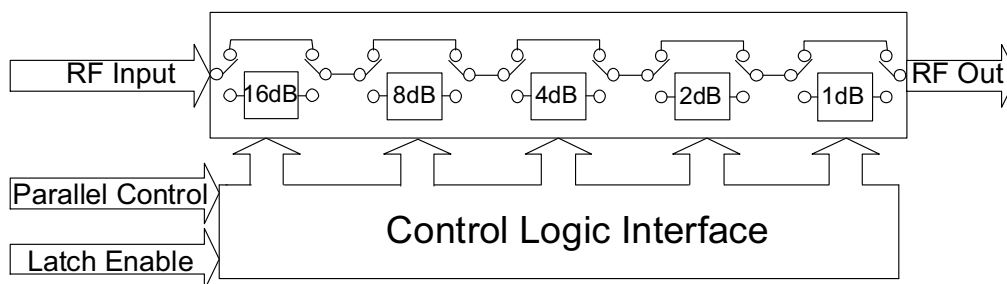 RF Input
16dB
8dB
4dB
2dB
1dB
RF Out
Parallel Control
Latch Enable
Control Logic Interface